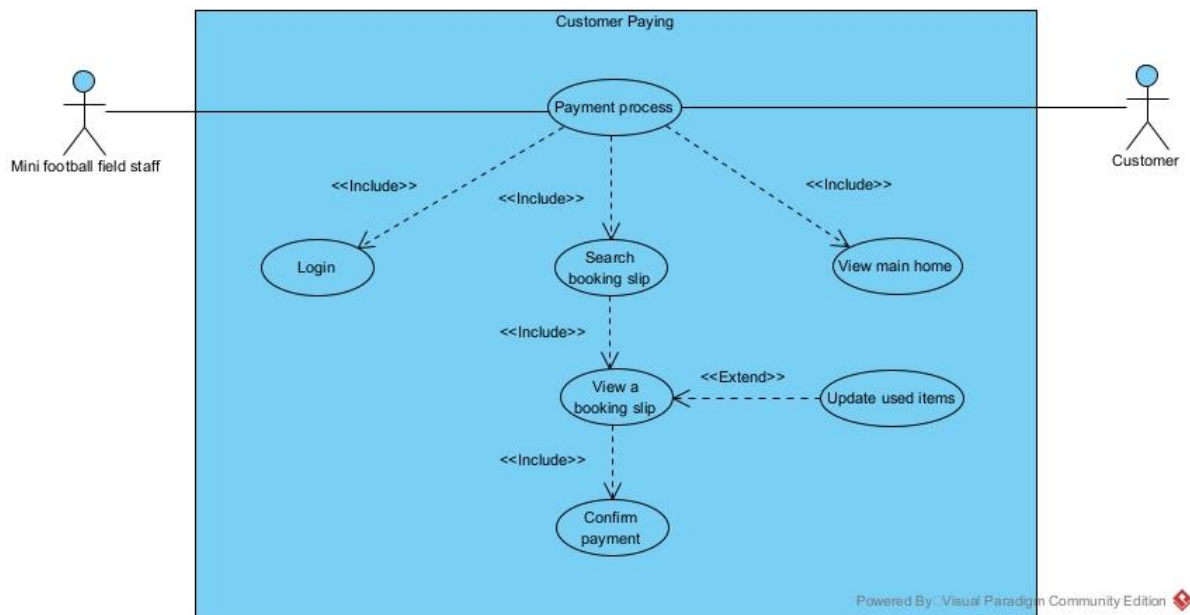 Customer Paying
Payment process
Mini football field staff
Customer
<<Include>>
<<Include>>
<<Include>>
Login
Search
booking slip
View main home
<<Include>>
<<Extend>>
View a
booking slip
Update used items
<<Include>>
Confirm
payment
Powered By Visual Paradigm Community Edition